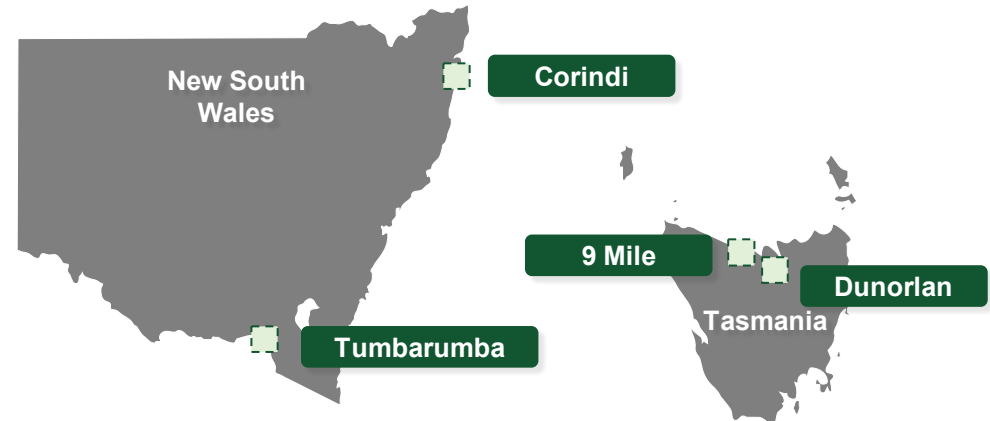 New South
Wales
Corindi
9 Mile
Dunorlan
Tasmania
Tumbarumba